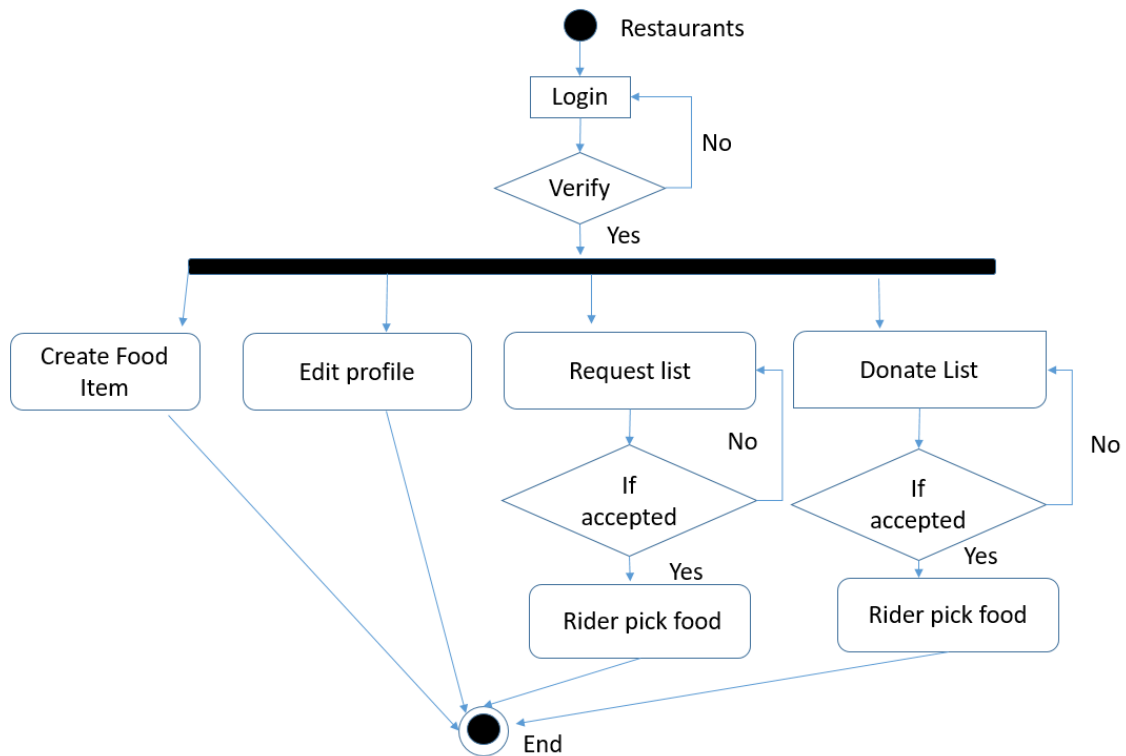 Restaurants
Login
No
Verify
Yes
Create Food
Item
Edit profile
Request list
Donate List
No
No
If
accepted
If
accepted
Yes
Yes
Rider pick food
Rider pick food
End